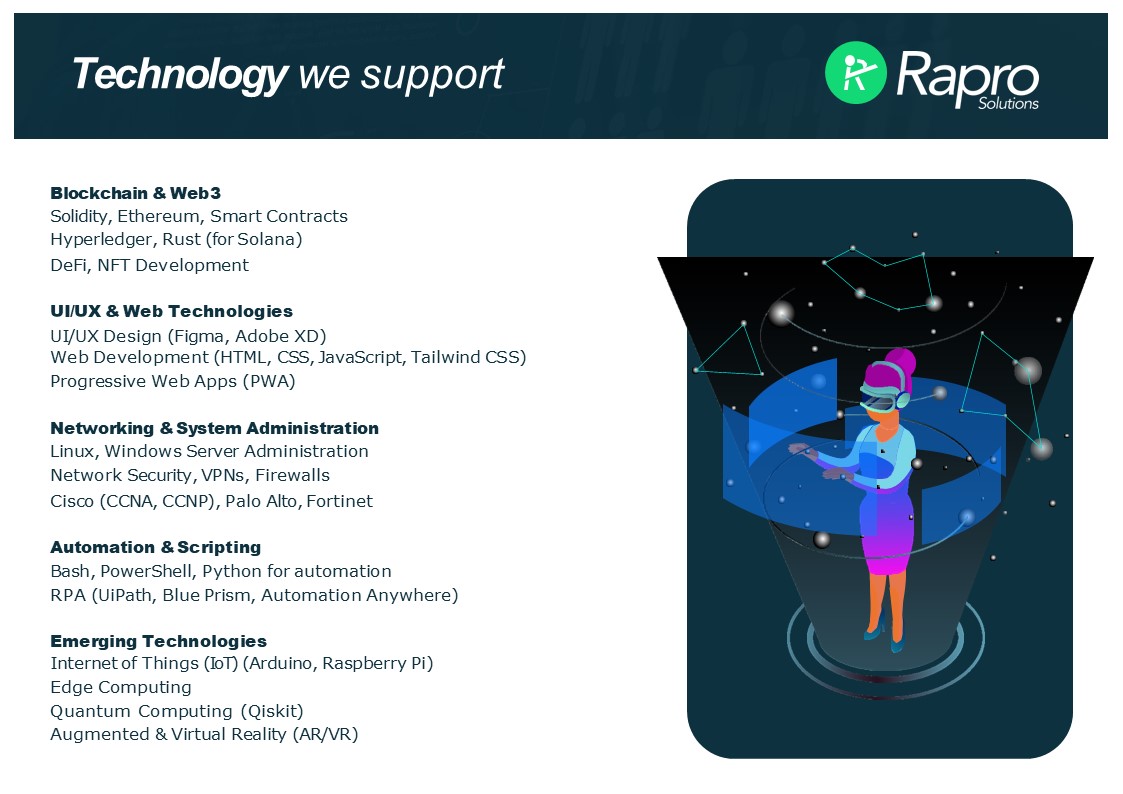 Technology we support
Rapro
Solutions
Blockchain & Web3
Solidity, Ethereum, Smart Contracts
Hyperledger, Rust (for Solana)
DeFi, NFT Development
UI/UX & Web Technologies
UI/UX Design (Figma, Adobe XD)
Web Development (HTML, CSS, JavaScript, Tailwind CSS)
Progressive Web Apps (PWA)
Networking & System Administration
Linux, Windows Server Administration
Network Security, VPNs, Firewalls
Cisco (CCNA, CCNP), Palo Alto, Fortinet
Automation & Scripting
Bash, PowerShell, Python for automation
RPA (UiPath, Blue Prism, Automation Anywhere)
Emerging Technologies
Internet of Things (IoT) (Arduino, Raspberry Pi)
Edge Computing
Quantum Computing (Qiskit)
Augmented & Virtual Reality (AR/VR)